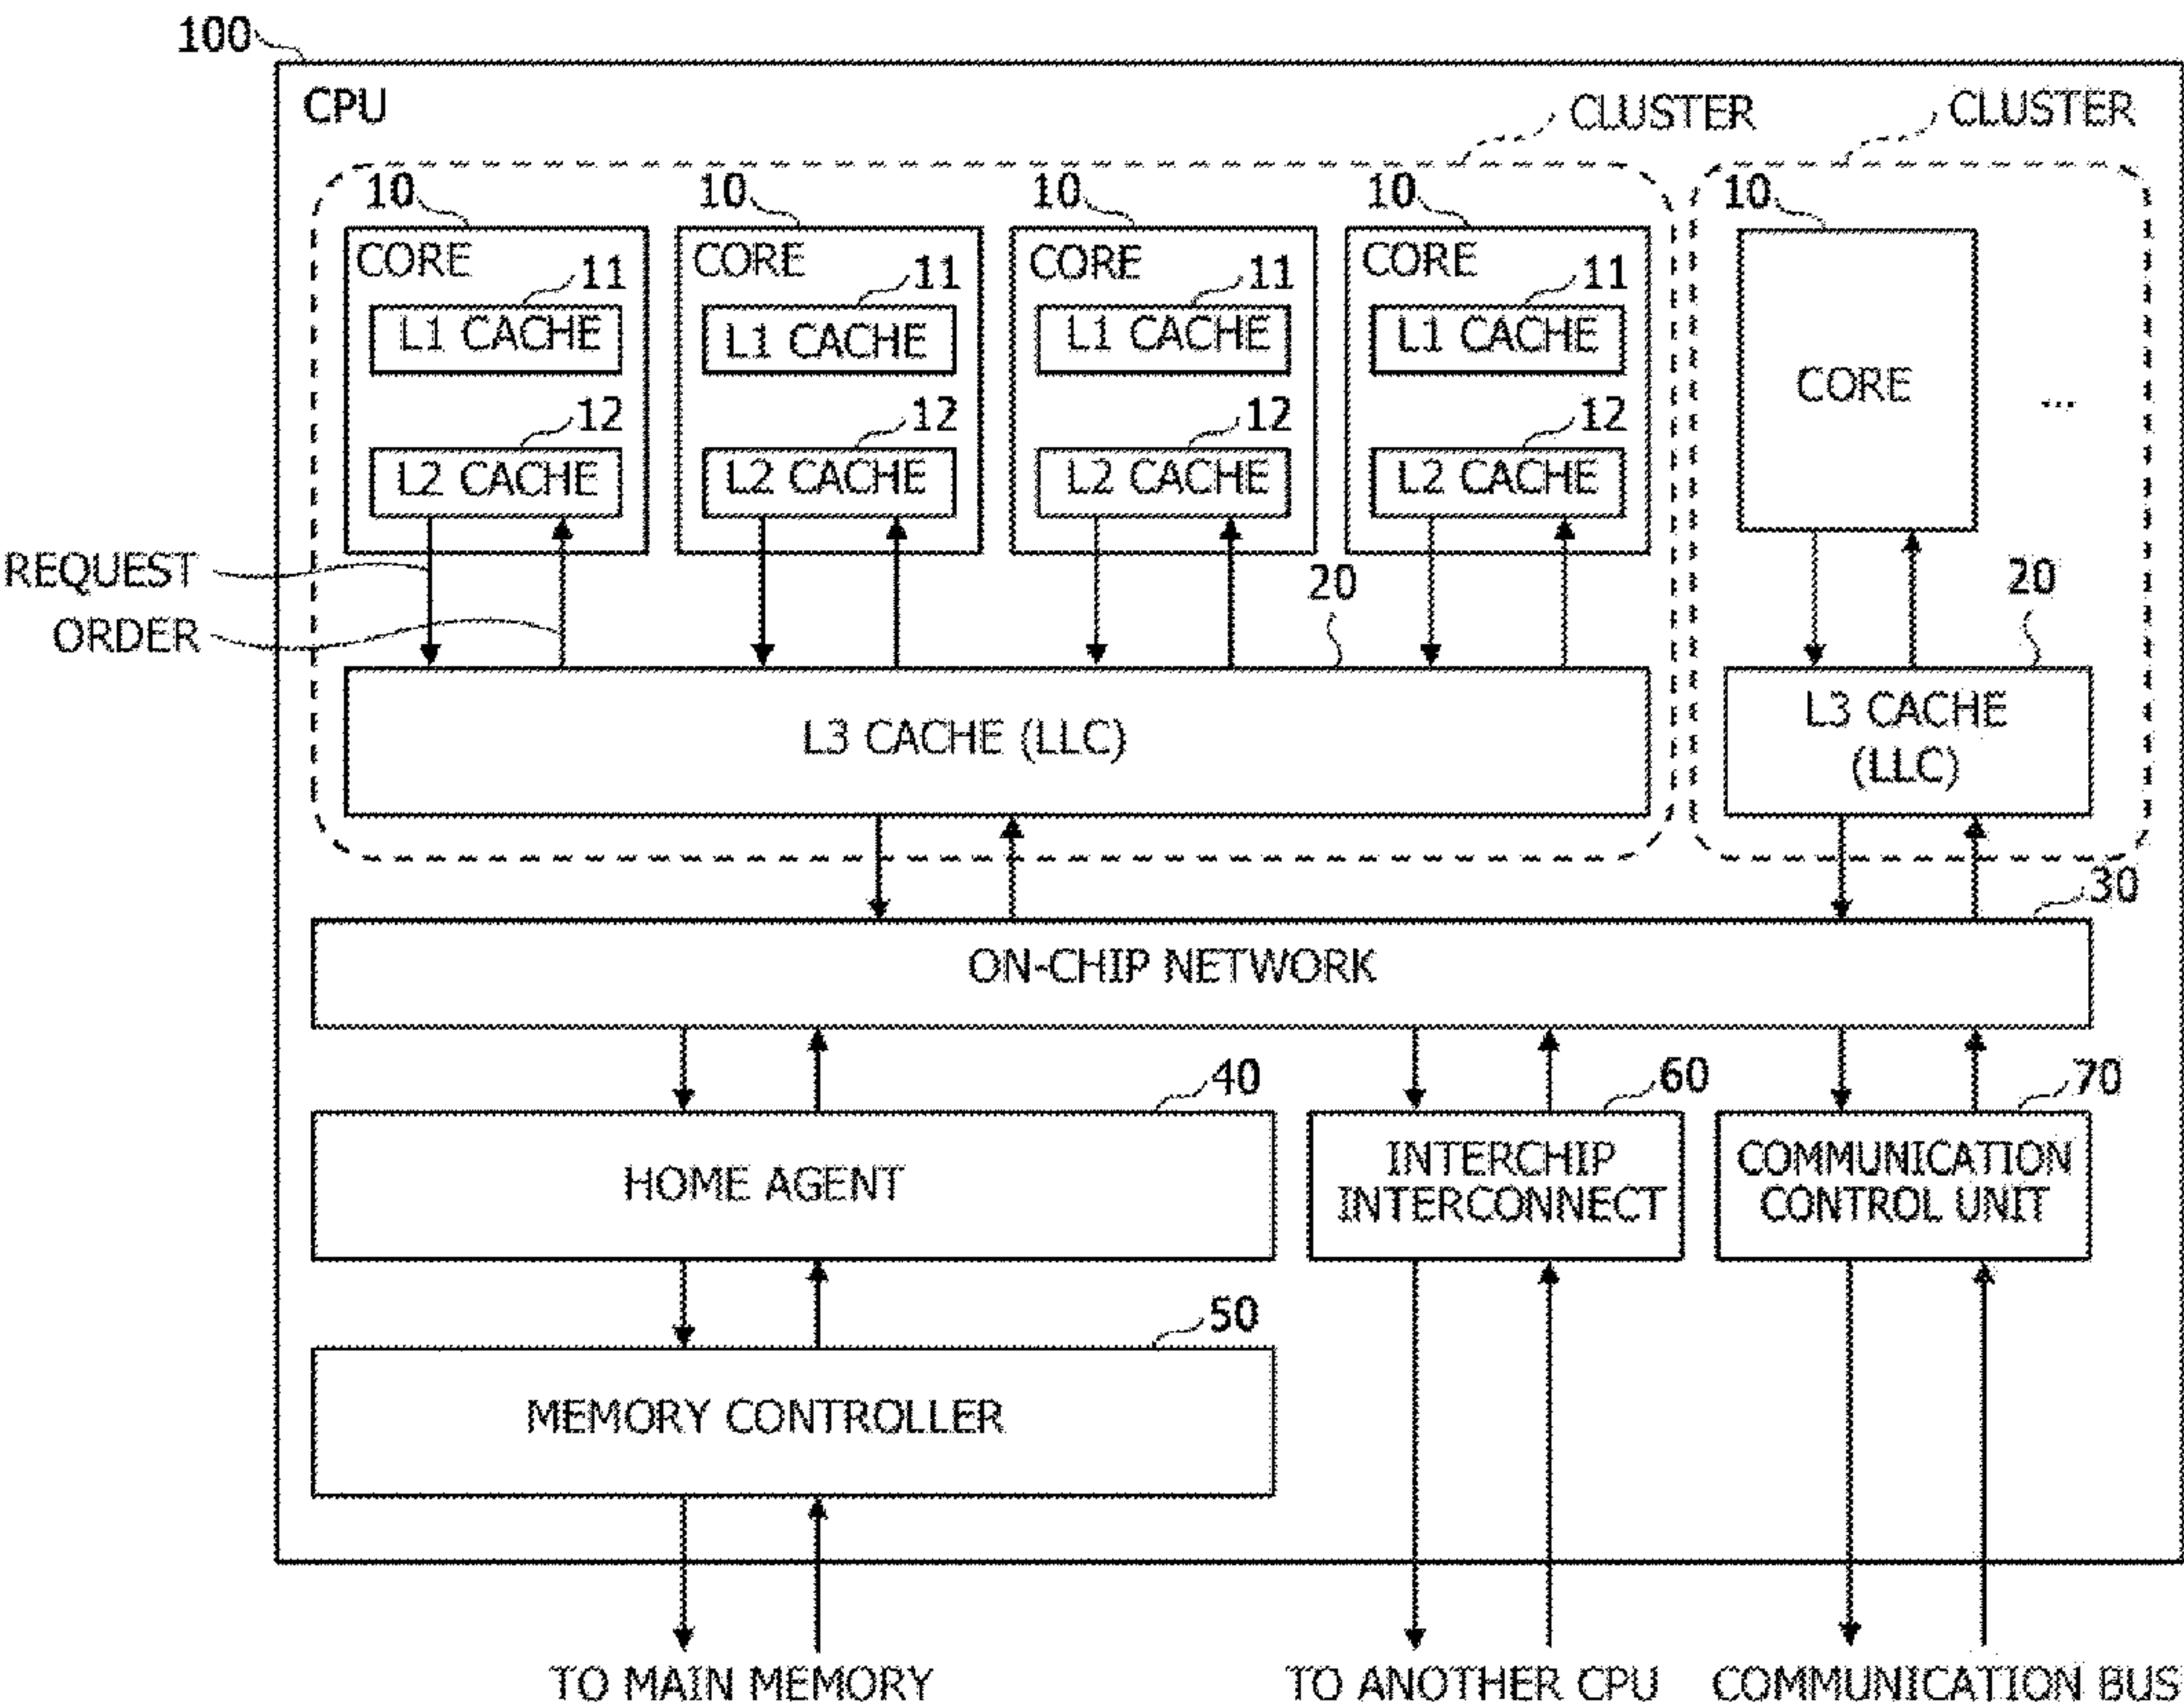 100
CPU
CLUSTER
CLUSTER
10
10
10
10
10
CORE
CORE
CORE
CORE
11
11
11
11
L1 CACHE
L1 CACHE
L1 CACHE
L1 CACHE
CORE
...
12
12
12
12
L2 CACHE
L2 CACHE
L2 CACHE
L2 CACHE
REQUEST
ORDER
20
20
L3 CACHE (LLC)
L3 CACHE
(LLC)
30
ON-CHIP NETWORK
40
60
70
HOME AGENT
INTERCHIP
INTERCONNECT
COMMUNICATION
CONTROL UNIT
50
MEMORY CONTROLLER
TO MAIN MEMORY
TO ANOTHER CPU
COMMUNICATION BUS